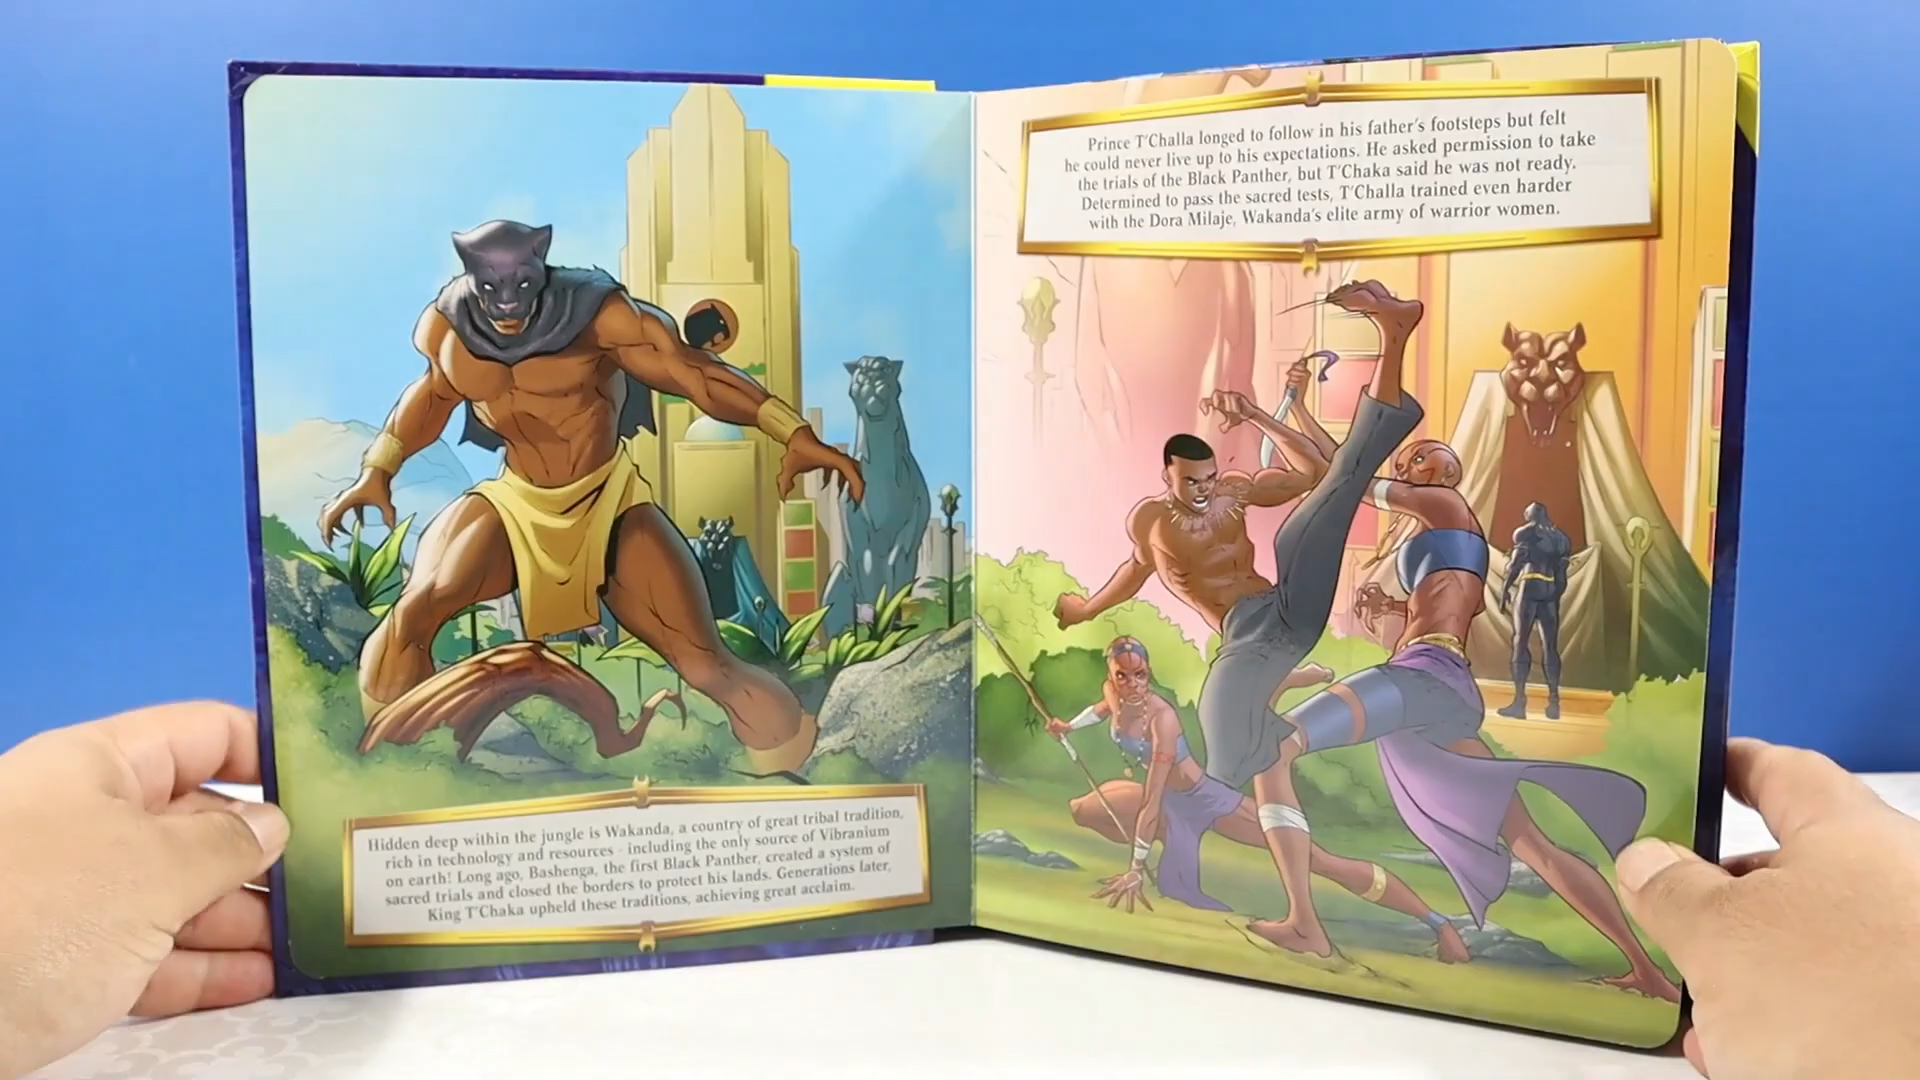 Hidden deep within the jungle is Wakanda, a country of great tribal tradition,
rich in technology and resources - including the only source of Vibranium
on earth! Long ago, Bashenga, the first Black Panther, created a system of
sacred trials and closed the borders to protect his lands. Generations later,
King T'Chaka upheld these traditions, achieving great acclaim.
Prince T'Challa longed to follow in his father's footsteps but felt
he could never live up to his expectations. He asked permission to take
the trials of the Black Panther, but T'Chaka said he was not ready.
Determined to pass the sacred tests, T'Challa trained even harder
with the Dora Milaje, Wakanda's elite army of warrior women.